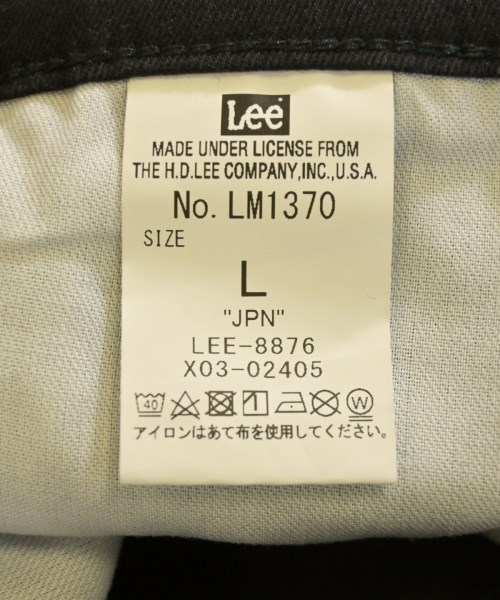 Lee
MADE UNDER LICENSE FROM
THE H.D.LEE COMPANY,INC.,U.S.A.
No. LM1370
SIZE
L
"JPN"
LEE-8876
X03-02405
40 W
アイロンはあて布を使用してください。